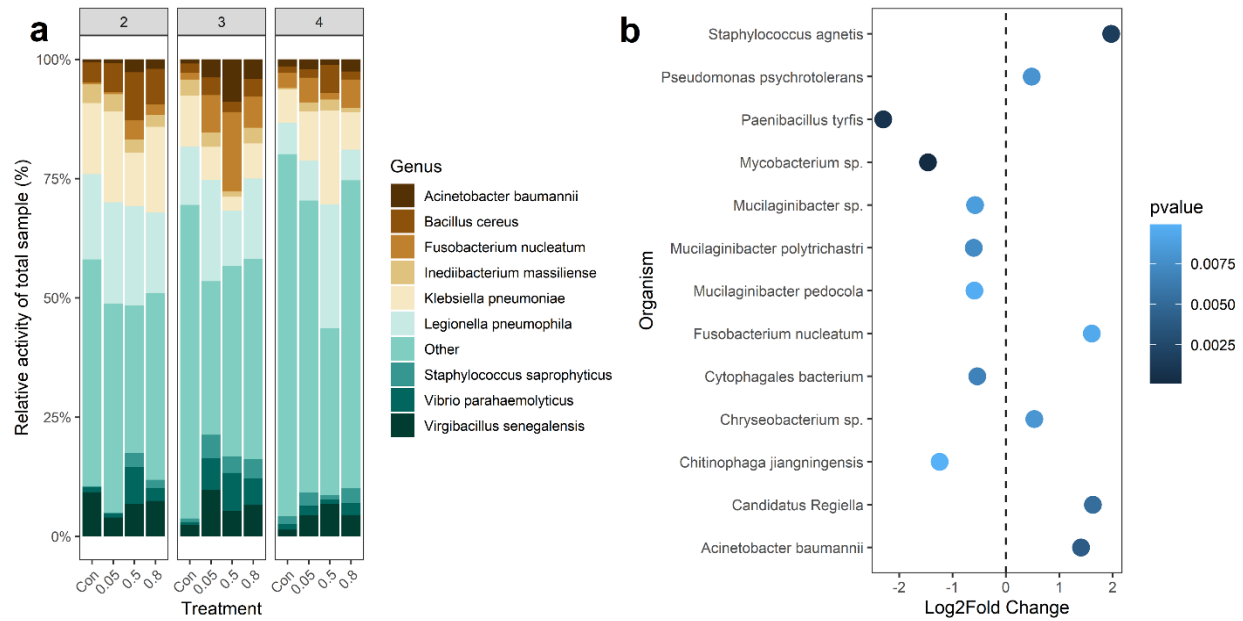 a
2 3 4
100%
75%
50%
25%
0%
Relative activity of total sample (%)
Con 0.05 0.5 0.8 Con 0.05 0.5 0.8 Con 0.05 0.5 0.8
Treatment
Genus
Acinetobacter baumannii
Bacillus cereus
Fusobacterium nucleatum
Inediibacterium massiliense
Klebsiella pneumoniae
Legionella pneumophila
Other
Staphylococcus saprophyticus
Vibrio parahaemolyticus
Virgibacillus senegalensis
b
Organism
Staphylococcus agnetis
Pseudomonas psychrotolerans
Paenibacillus tyrfis
Mycobacterium sp.
Mucilaginibacter sp.
Mucilaginibacter polytrichastri
Mucilaginibacter pedocola
Fusobacterium nucleatum
Cytophagales bacterium
Chryseobacterium sp.
Chitinophaga jiangningensis
Candidatus Regiella
Acinetobacter baumannii
-2 -1 0 1 2
Log2Fold Change
pvalue
0.0075
0.0050
0.0025